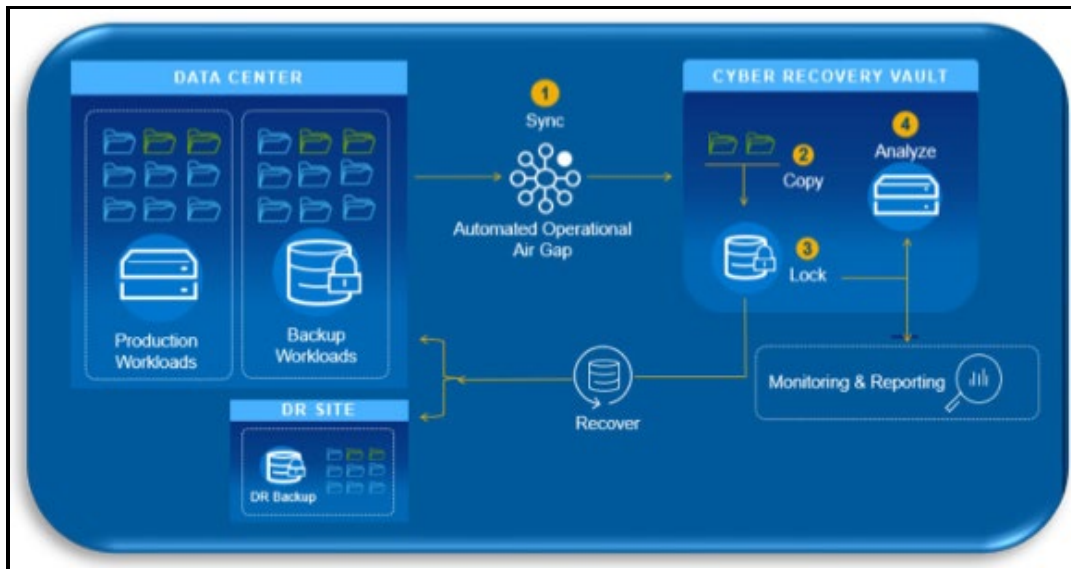 DATA CENTER
Production
Workloads
Backup
Workloads
1
Sync
Automated Operational
Air Gap
CYBER RECOVERY VAULT
2
Copy
3
Lock
4
Analyze
Monitoring & Reporting
Recover
DR SITE
DR Backup